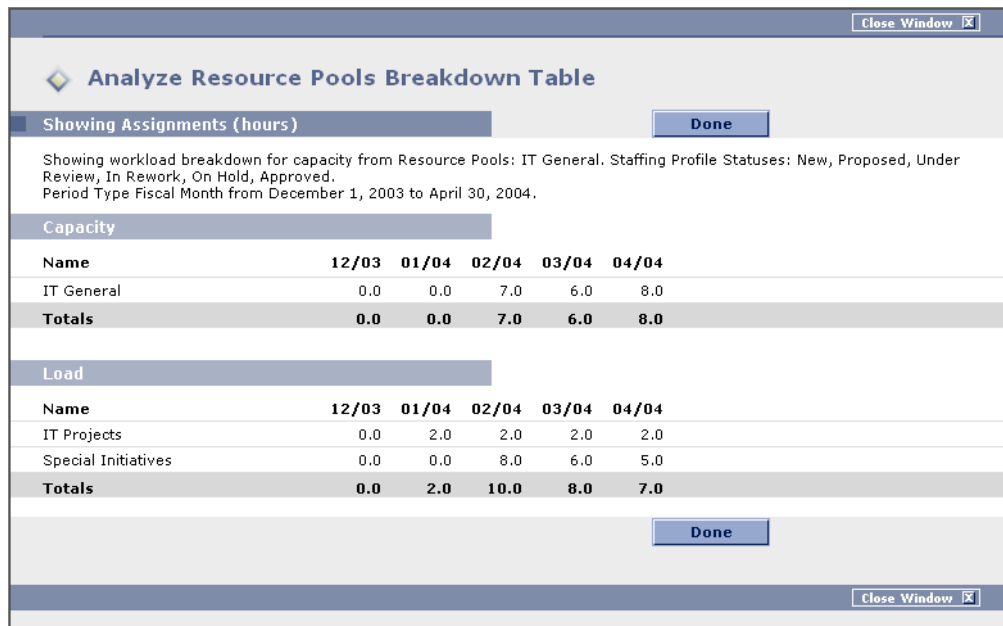 Close Window X
Analyze Resource Pools Breakdown Table
Showing Assignments (hours)
Done
Showing workload breakdown for capacity from Resource Pools: IT General. Staffing Profile Statuses: New, Proposed, Under
Review, In Rework, On Hold, Approved.
Period Type Fiscal Month from December 1, 2003 to April 30, 2004.
Capacity
Name 12/03 01/04 02/04 03/04 04/04
IT General 0.0 0.0 7.0 6.0 8.0
Totals 0.0 0.0 7.0 6.0 8.0
Load
Name 12/03 01/04 02/04 03/04 04/04
IT Projects 0.0 2.0 2.0 2.0 2.0
Special Initiatives 0.0 0.0 8.0 6.0 5.0
Totals 0.0 2.0 10.0 8.0 7.0
Done
Close Window X